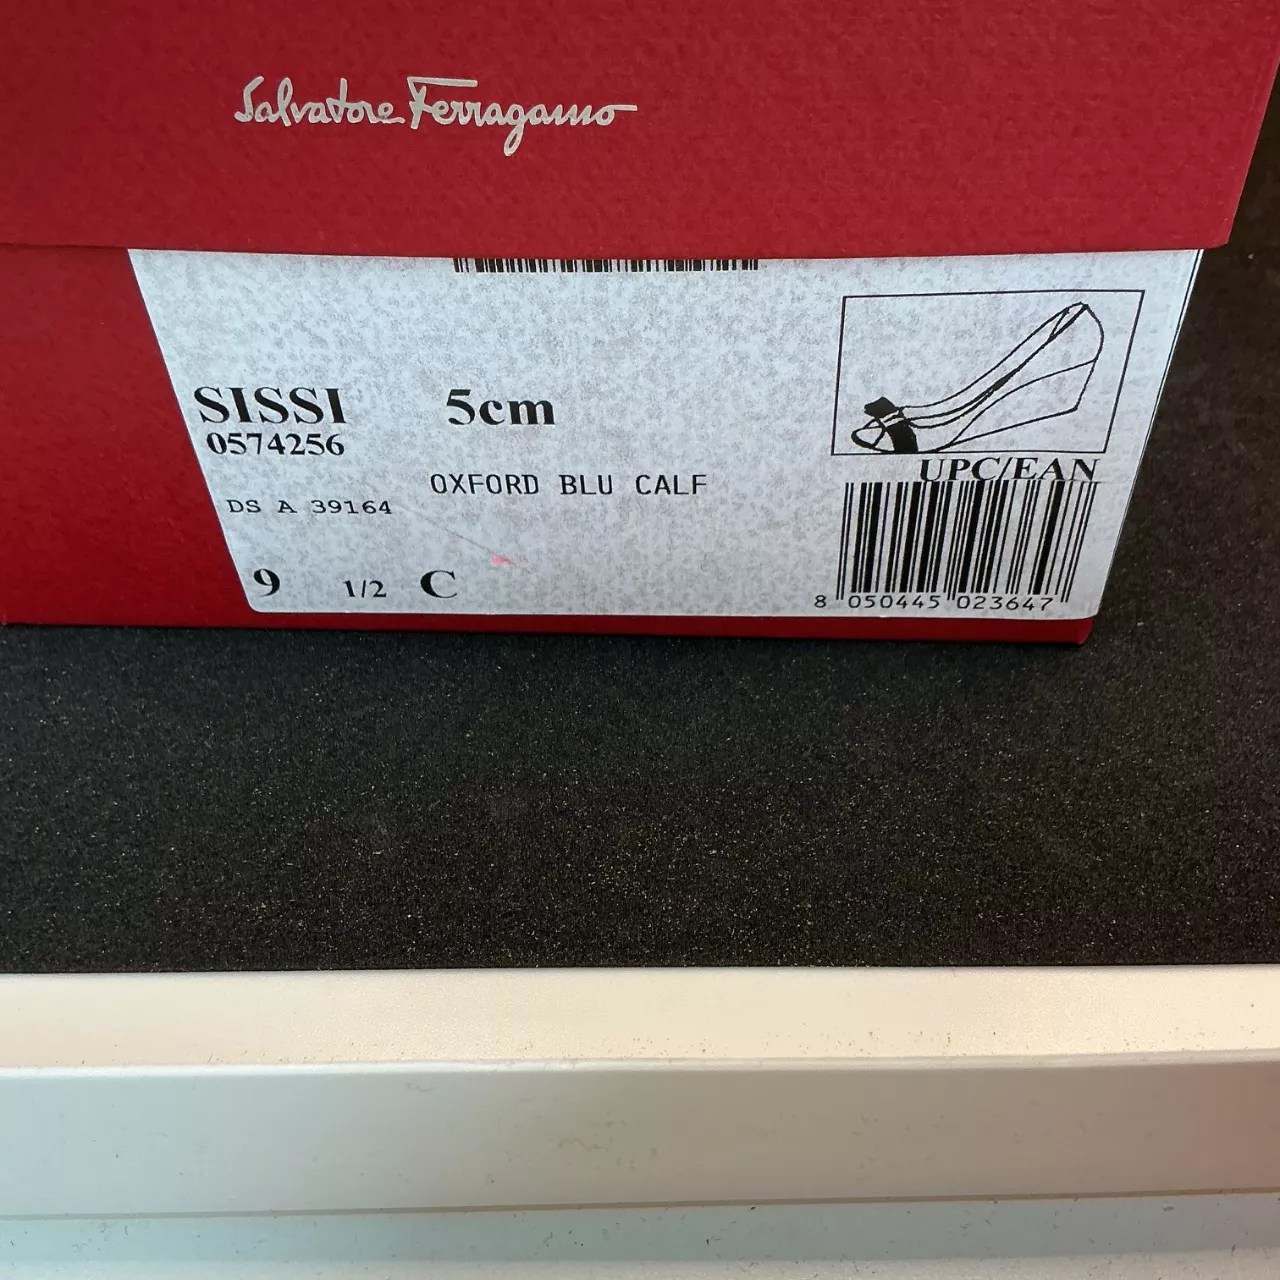 Salvatore Ferragamo
SISSI 5cm
0574256
OXFORD BLU CALF
DS A 39164
9 1/2 C
UPC/EAN
8 050445 023647